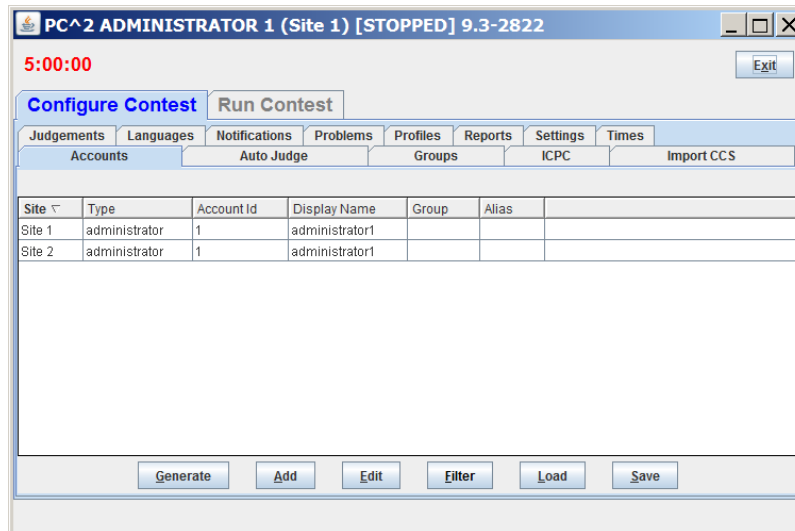 PC^2 ADMINISTRATOR 1 (Site 1) [STOPPED] 9.3-2822
5:00:00
Exit
Configure Contest Run Contest
Judgements Languages Notifications Problems Profiles Reports Settings Times
Accounts Auto Judge Groups ICPC Import CCS
Site Type Account Id Display Name Group Alias
Site 1 administrator 1 administrator1
Site 2 administrator 1 administrator1
Generate Add Edit Filter Load Save